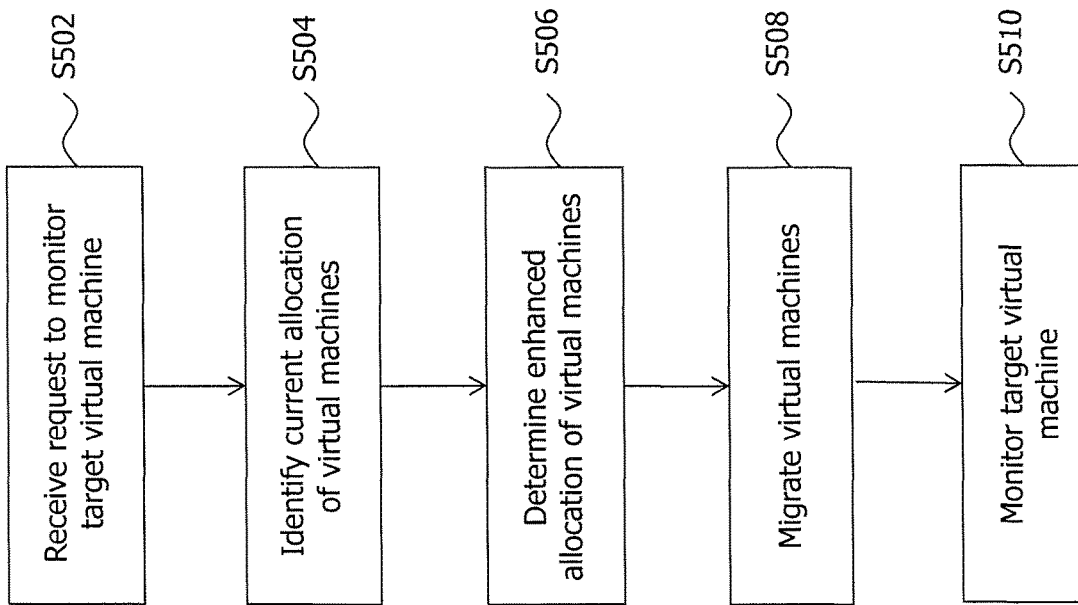 Receive request to monitor
target virtual machine
S502
Identify current allocation
of virtual machines
S504
Determine enhanced
allocation of virtual machines
S506
Migrate virtual machines
S508
Monitor target virtual
machine
S510